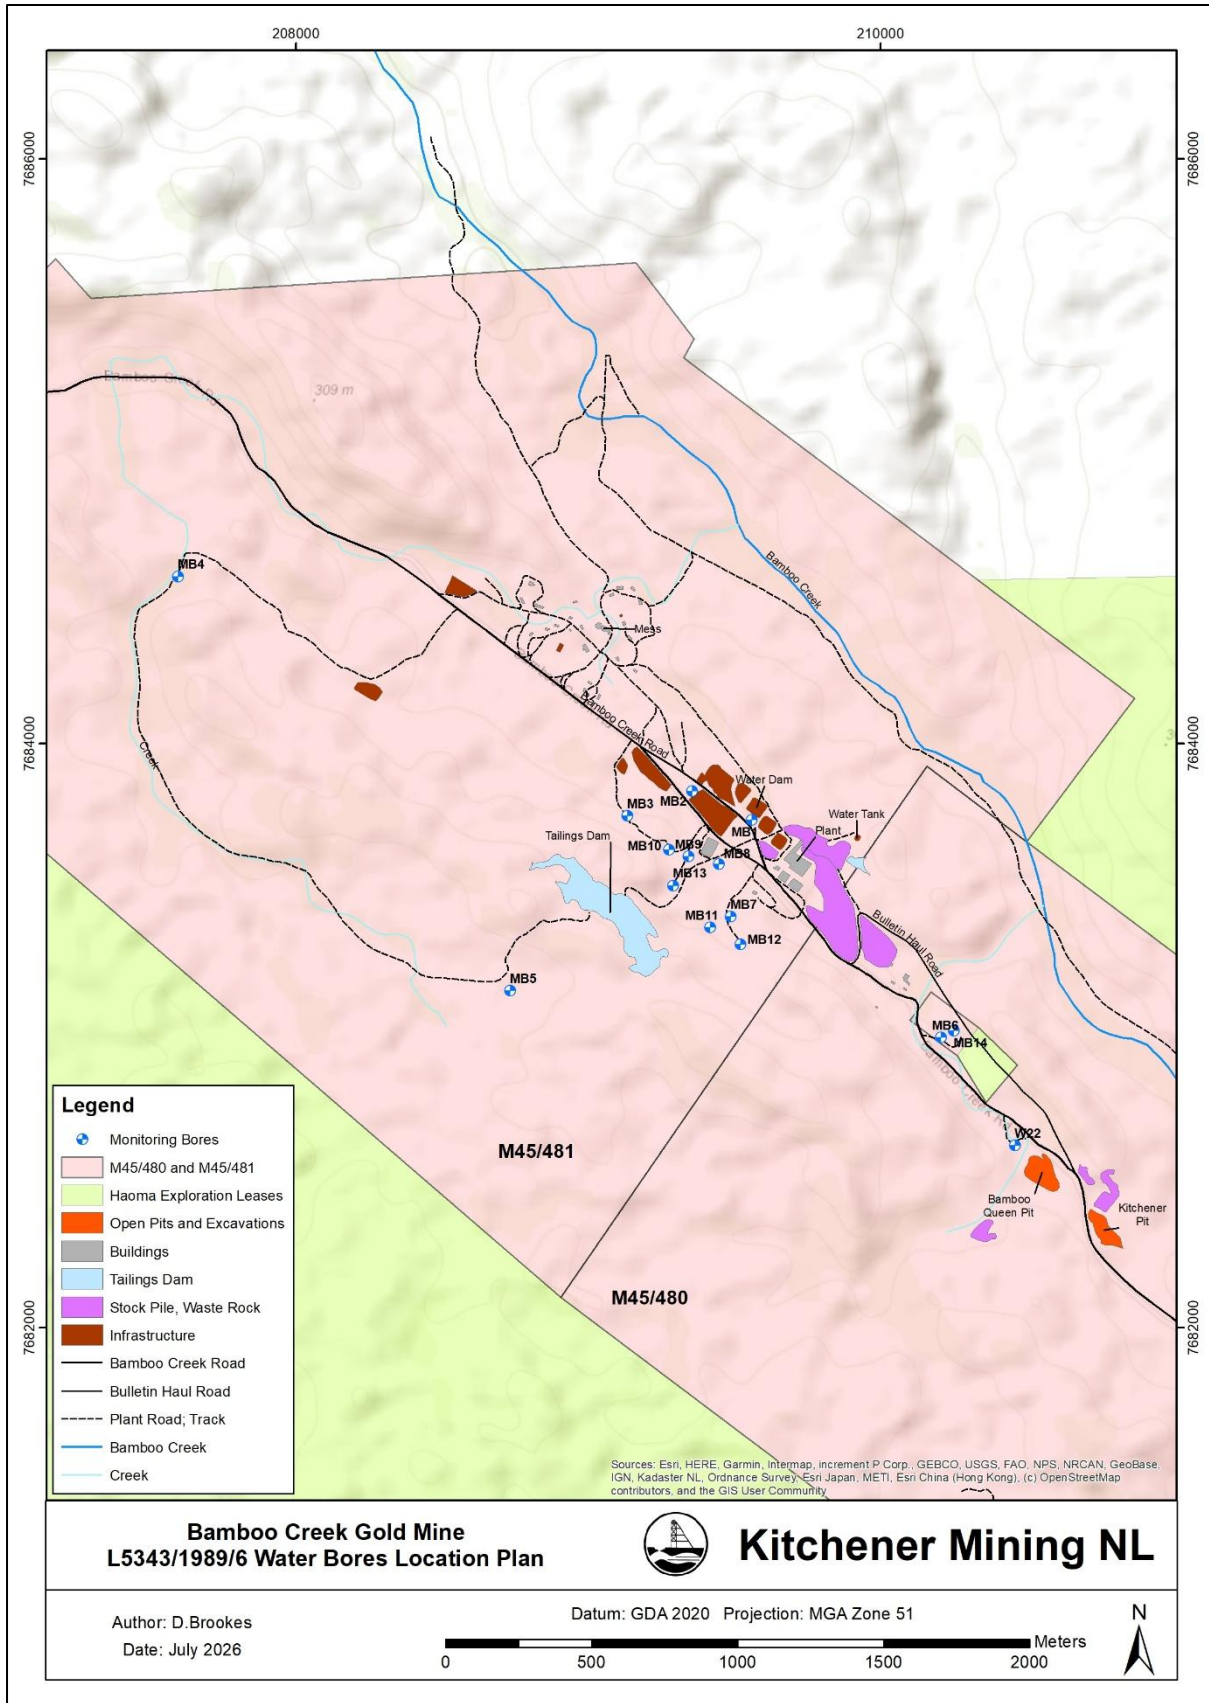 208000
210000
7686000
7686000
309 m
Bamboo Creek
MB4
Mess
Bamboo Creek Road
7684000
7684000
Creek
Water Dam
MB2
MB3
MB1
Water Tank
Plant
Tailings Dam
MB10
MB9
MB8
MB13
MB7
MB11
MB12
Bulletin Haul Road
MB5
MB6
MB14
W22
Bamboo
Queen Pit
Kitchener
Pit
M45/481
M45/480
7682000
7682000
Legend
Monitoring Bores
M45/480 and M45/481
Haoma Exploration Leases
Open Pits and Excavations
Buildings
Tailings Dam
Stock Pile, Waste Rock
Infrastructure
Bamboo Creek Road
Bulletin Haul Road
Plant Road; Track
Bamboo Creek
Creek
Sources: Esri, HERE, Garmin, Intermap, increment P Corp., GEBCO, USGS, FAO, NPS, NRCAN, GeoBase,
IGN, Kadaster NL, Ordnance Survey, Esri Japan, METI, Esri China (Hong Kong), (c) OpenStreetMap
contributors, and the GIS User Community
Bamboo Creek Gold Mine
L5343/1989/6 Water Bores Location Plan
Kitchener Mining NL
Author: D.Brookes
Date: July 2026
Datum: GDA 2020 Projection: MGA Zone 51
N
Meters
0 500 1000 1500 2000